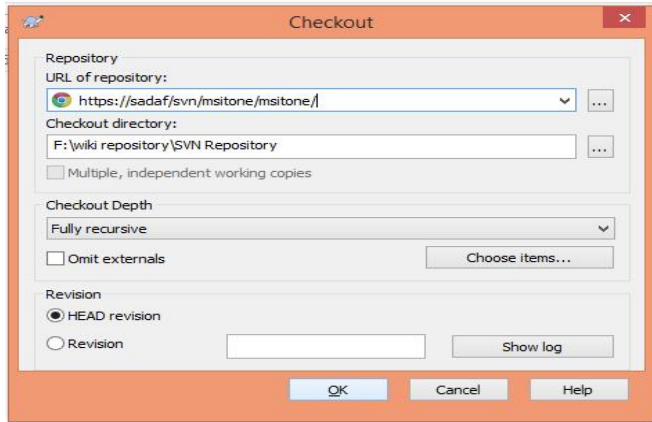 Checkout
Repository
URL of repository:
https://sadaf/svn/msitone/msitone/
...
Checkout directory:
F:\wiki repository\SVN Repository
...
Multiple, independent working copies
Checkout Depth
Fully recursive
Omit externals
Choose items...
Revision
HEAD revision
Revision
Show log
OK
Cancel
Help